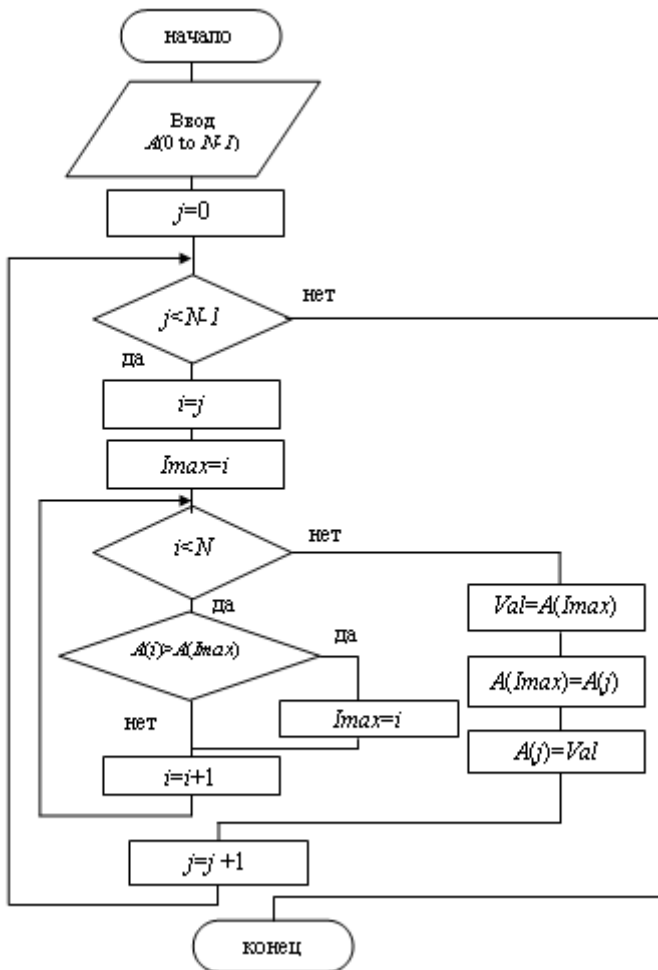 начало
Ввод
A(0 to N-1)
j=0
j<N-1
нет
да
i=j
Imax=i
i<N
нет
да
A(i)>A(Imax)
да
нет
Imax=i
i=i+1
Val=A(Imax)
A(Imax)=A(j)
A(j)=Val
j=j +1
конец